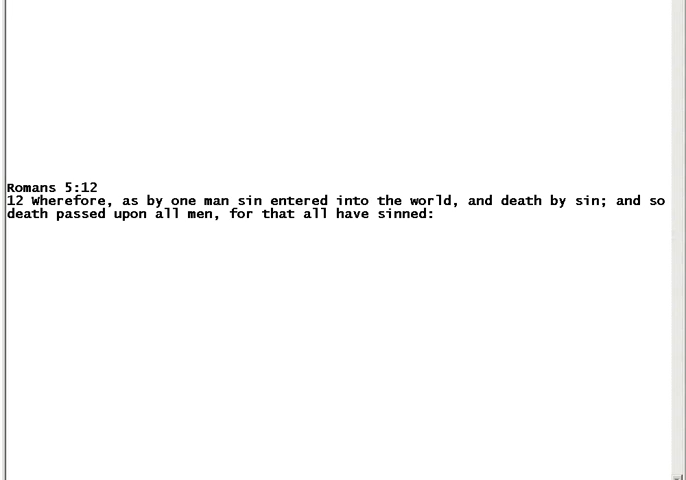 Romans 5:12
12 Wherefore, as by one man sin entered into the world, and death by sin; and so
death passed upon all men, for that all have sinned: